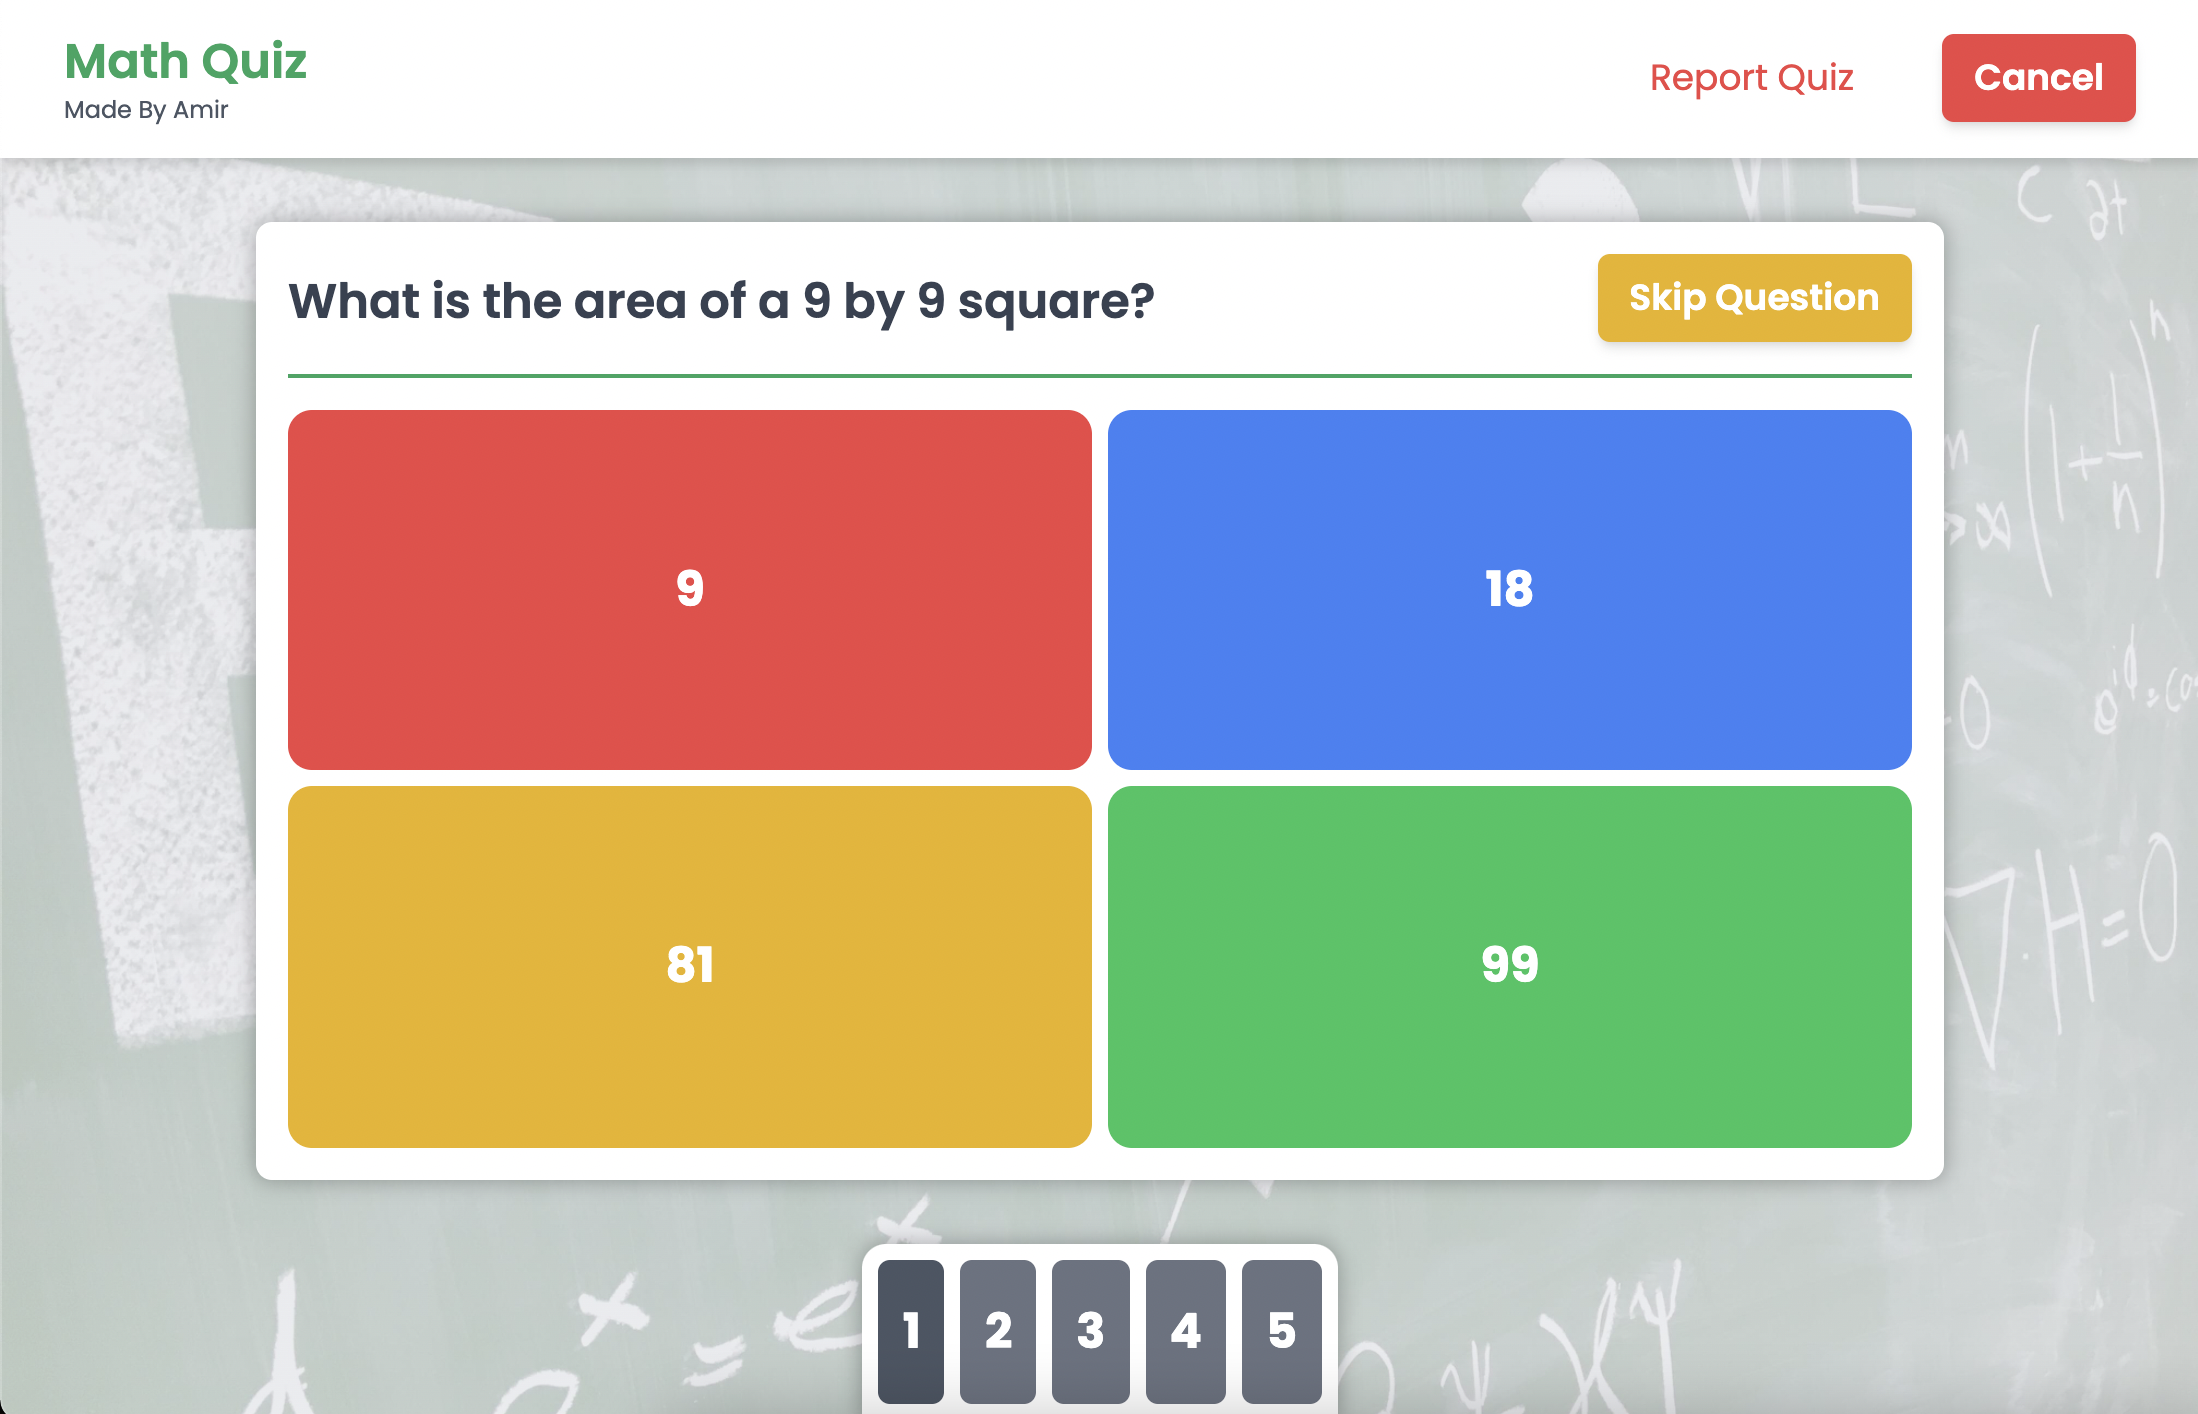 Math Quiz
Made By Amir
Report Quiz
Cancel
What is the area of a 9 by 9 square?
Skip Question
9
18
81
99
1 2 3 4 5